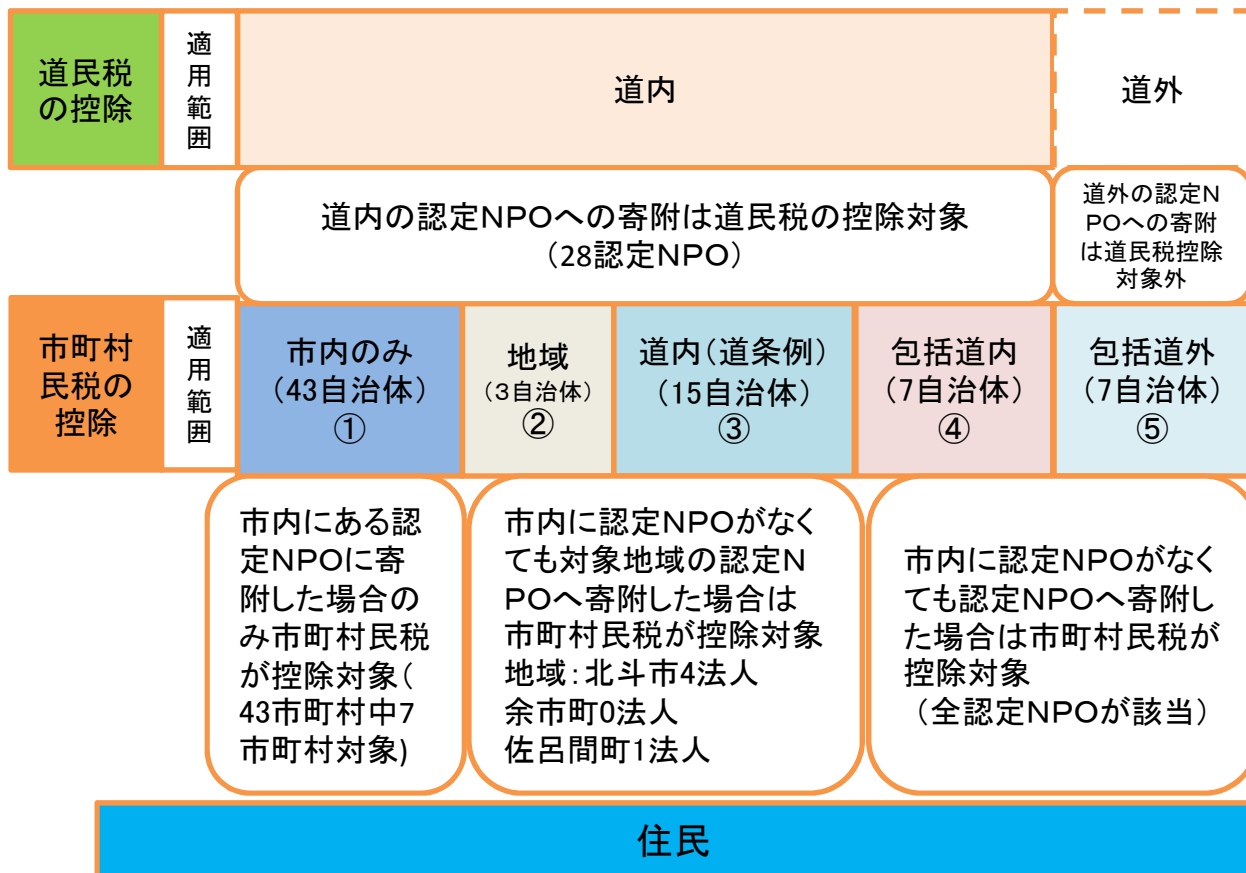 道民税
の控除
適用範囲
道内
道外
道内の認定NPOへの寄附は道民税の控除対象
(28認定NPO)
道外の認定N
POへの寄附
は道民税控除
対象外
市町村
民税の
控除
適用範囲
市内のみ
(43自治体)
①
地域
(3自治体)
②
道内(道条例)
(15自治体)
③
包括道内
(7自治体)
④
包括道外
(7自治体)
⑤
市内にある認
定NPOに寄
附した場合の
み市町村民税
が控除対象(
43市町村中7
市町村対象)
市内に認定NPOがなく
ても対象地域の認定N
POへ寄附した場合は
市町村民税が控除対象
地域:北斗市4法人
余市町0法人
佐呂間町1法人
市内に認定NPOがなく
ても認定NPOへ寄附し
た場合は市町村民税が
控除対象
(全認定NPOが該当)
住民